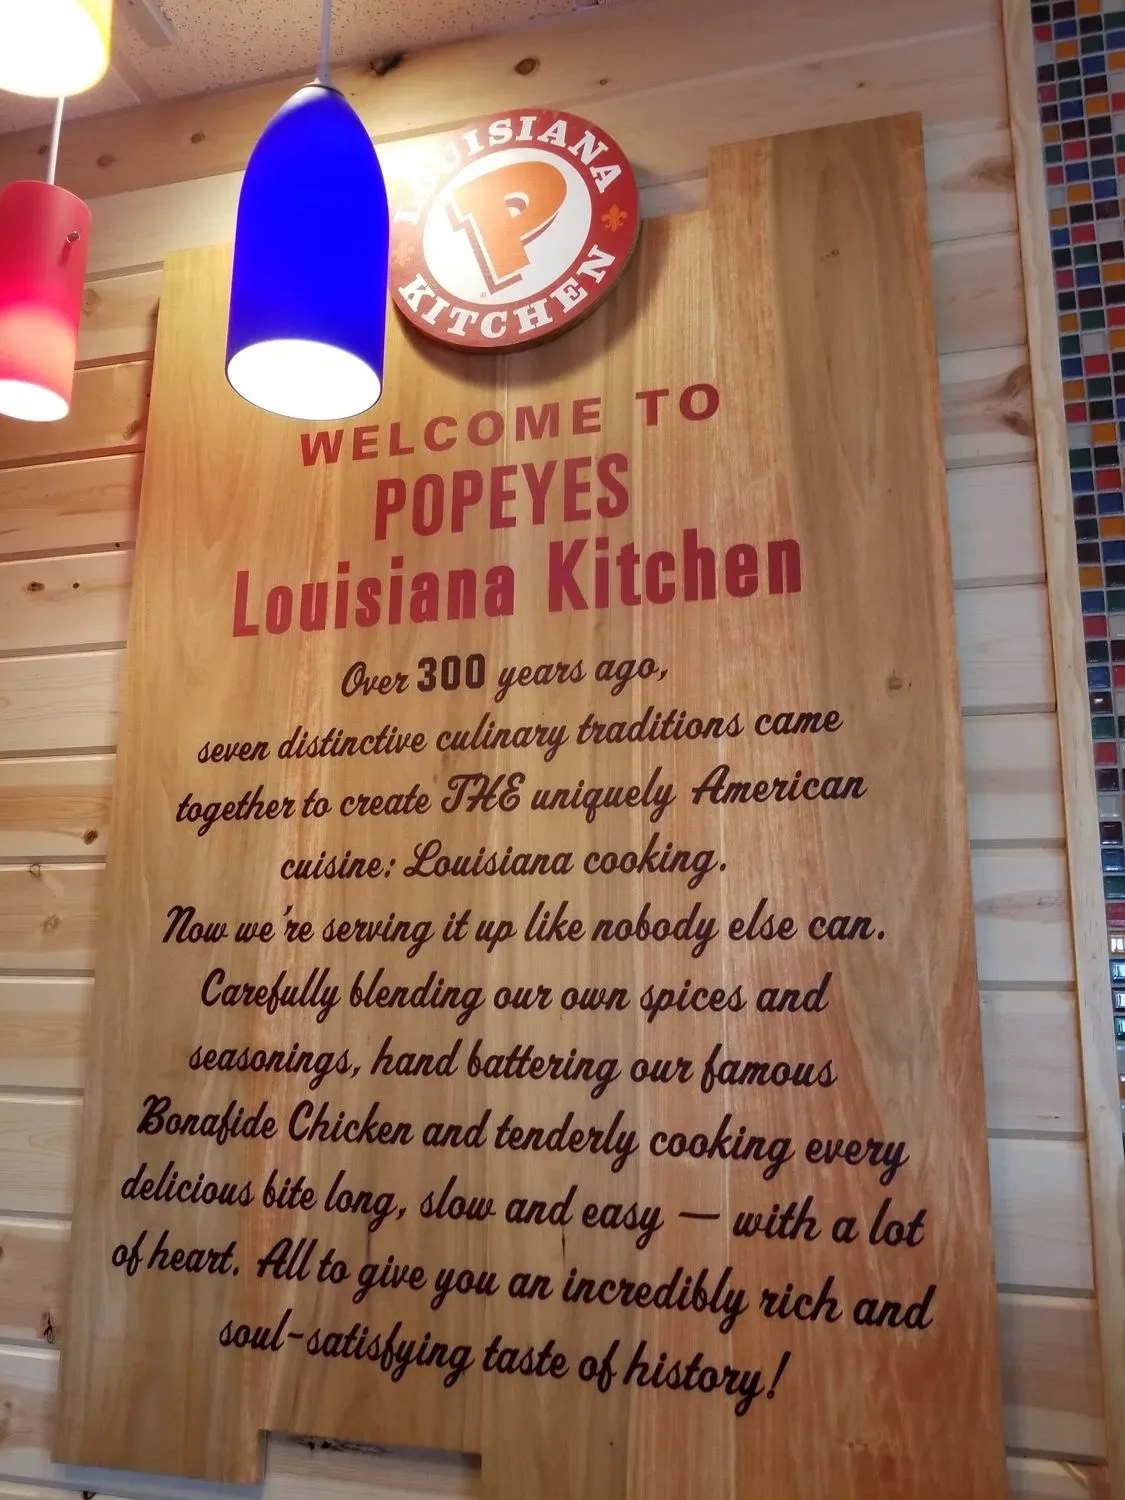 LOUISIANA
P
KITCHEN
WELCOME TO
POPEYES
Louisiana Kitchen
Over 300 years ago,
seven distinctive culinary traditions came
together to create THE uniquely American
cuisine: Louisiana cooking.
Now we're serving it up like nobody else can.
Carefully blending our own spices and
seasonings, hand battering our famous
Bonafide Chicken and tenderly cooking every
delicious bite long, slow and easy — with a lot
of heart. All to give you an incredibly rich and
soul-satisfying taste of history!